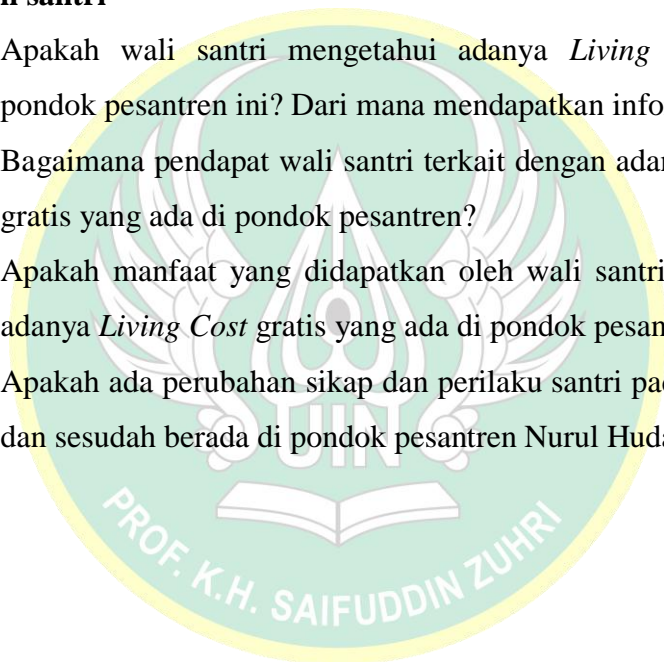 n santri
Apakah wali santri mengetahui adanya Living
pondok pesantren ini? Dari mana mendapatkan info
Bagaimana pendapat wali santri terkait dengan adan
gratis yang ada di pondok pesantren?
Apakah manfaat yang didapatkan oleh wali santri
adanya Living Cost gratis yang ada di pondok pesan
Apakah ada perubahan sikap dan perilaku santri pad
dan sesudah berada di pondok pesantren Nurul Huda
UIN
PROF. K.H. SAIFUDDIN ZUHRI